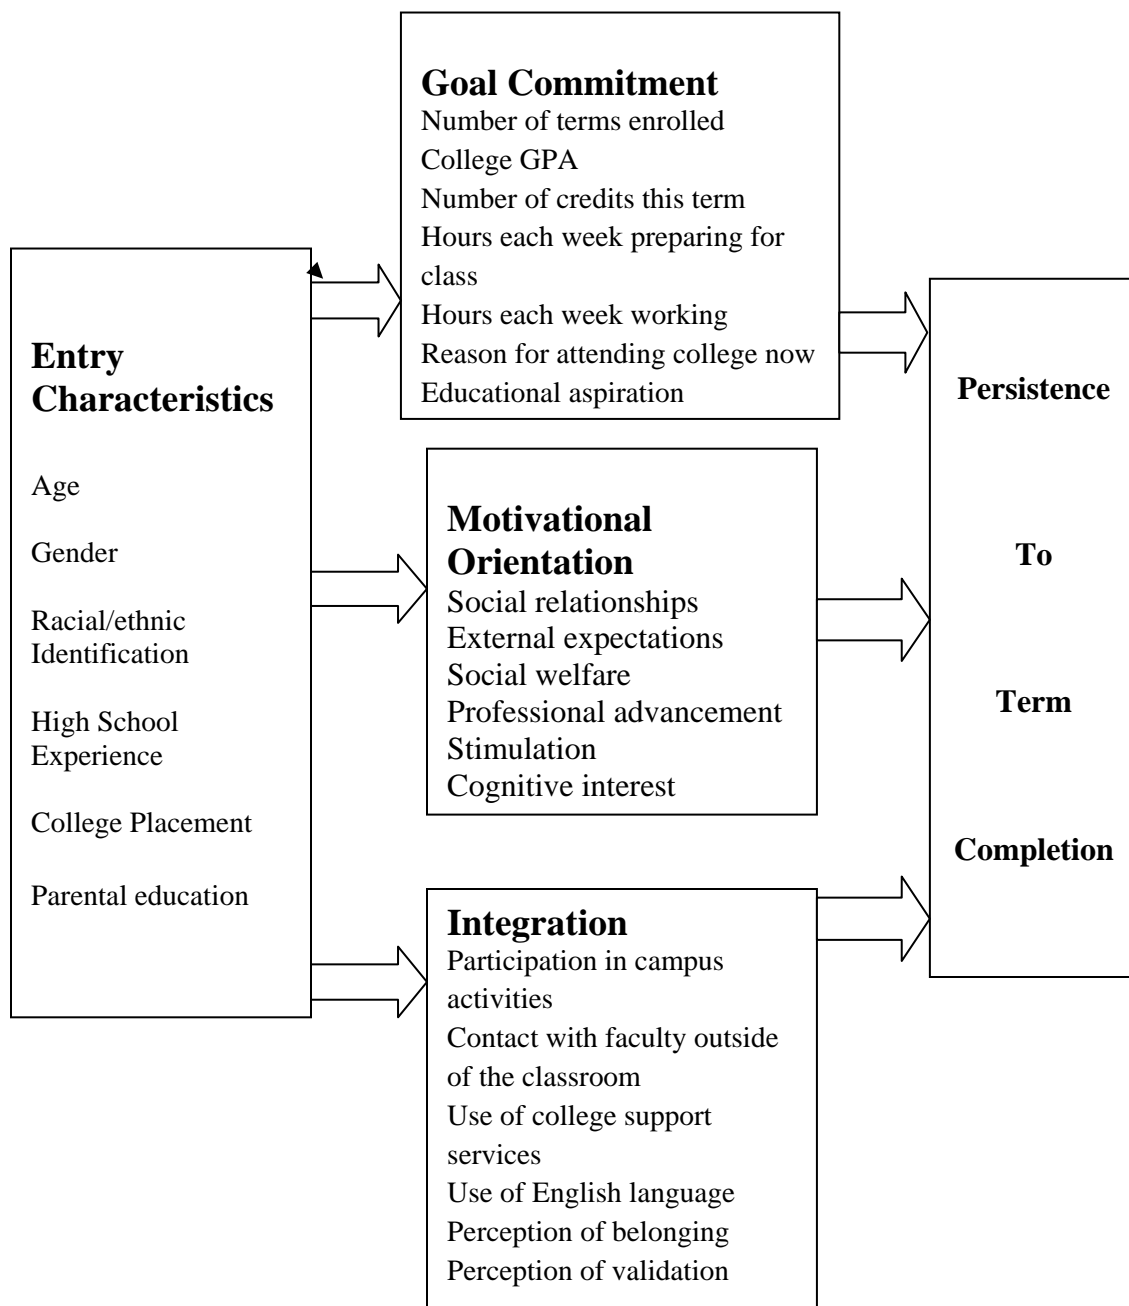 Entry
Characteristics
Age
Gender
Racial/ethnic
Identification
High School
Experience
College Placement
Parental education
Goal Commitment
Number of terms enrolled
College GPA
Number of credits this term
Hours each week preparing for
class
Hours each week working
Reason for attending college now
Educational aspiration
Motivational
Orientation
Social relationships
External expectations
Social welfare
Professional advancement
Stimulation
Cognitive interest
Integration
Participation in campus
activities
Contact with faculty outside
of the classroom
Use of college support
services
Use of English language
Perception of belonging
Perception of validation
Persistence
To
Term
Completion